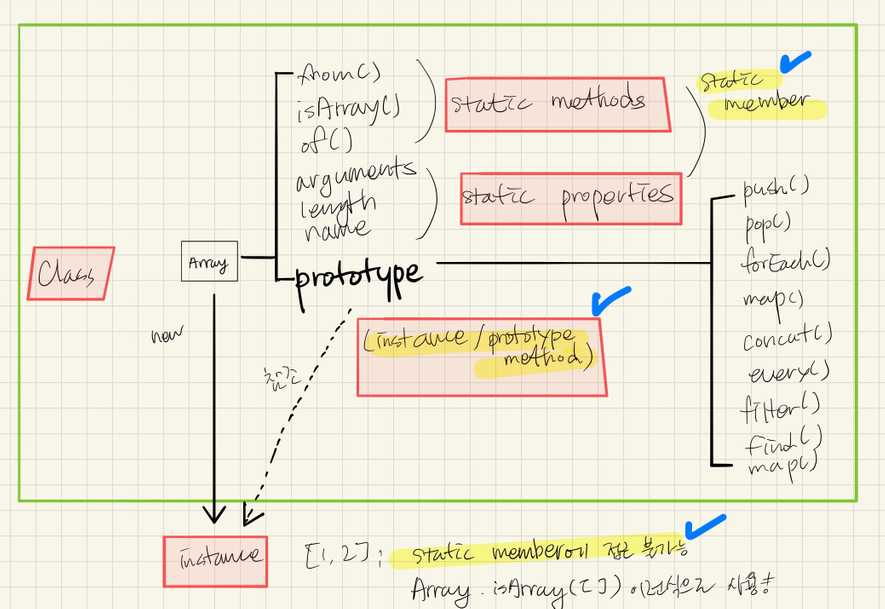 from()
isArray()
of()
static methods
static
member
arguments
length
name
static properties
Class
Array
prototype
push()
pop()
forEach()
map()
concat()
every()
filter()
find()
map()
new
참조
(instance / prototype
method)
instance
[1, 2];
static member에 접근 불가능
Array.isArray([]) 이런식으로 사용